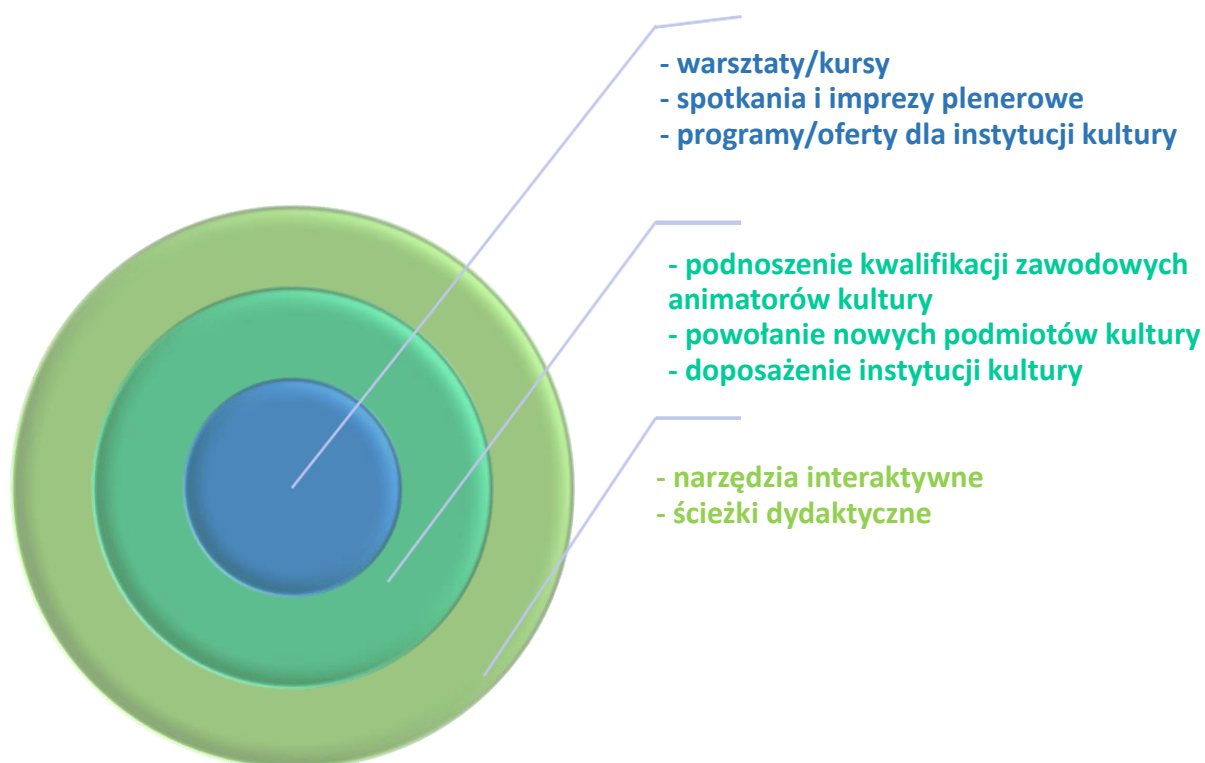 - warsztaty/kursy
- spotkania i imprezy plenerowe
- programy/oferty dla instytucji kultury
- podnoszenie kwalifikacji zawodowych
animatorów kultury
- powołanie nowych podmiotów kultury
- doposażenie instytucji kultury
- narzędzia interaktywne
- ścieżki dydaktyczne